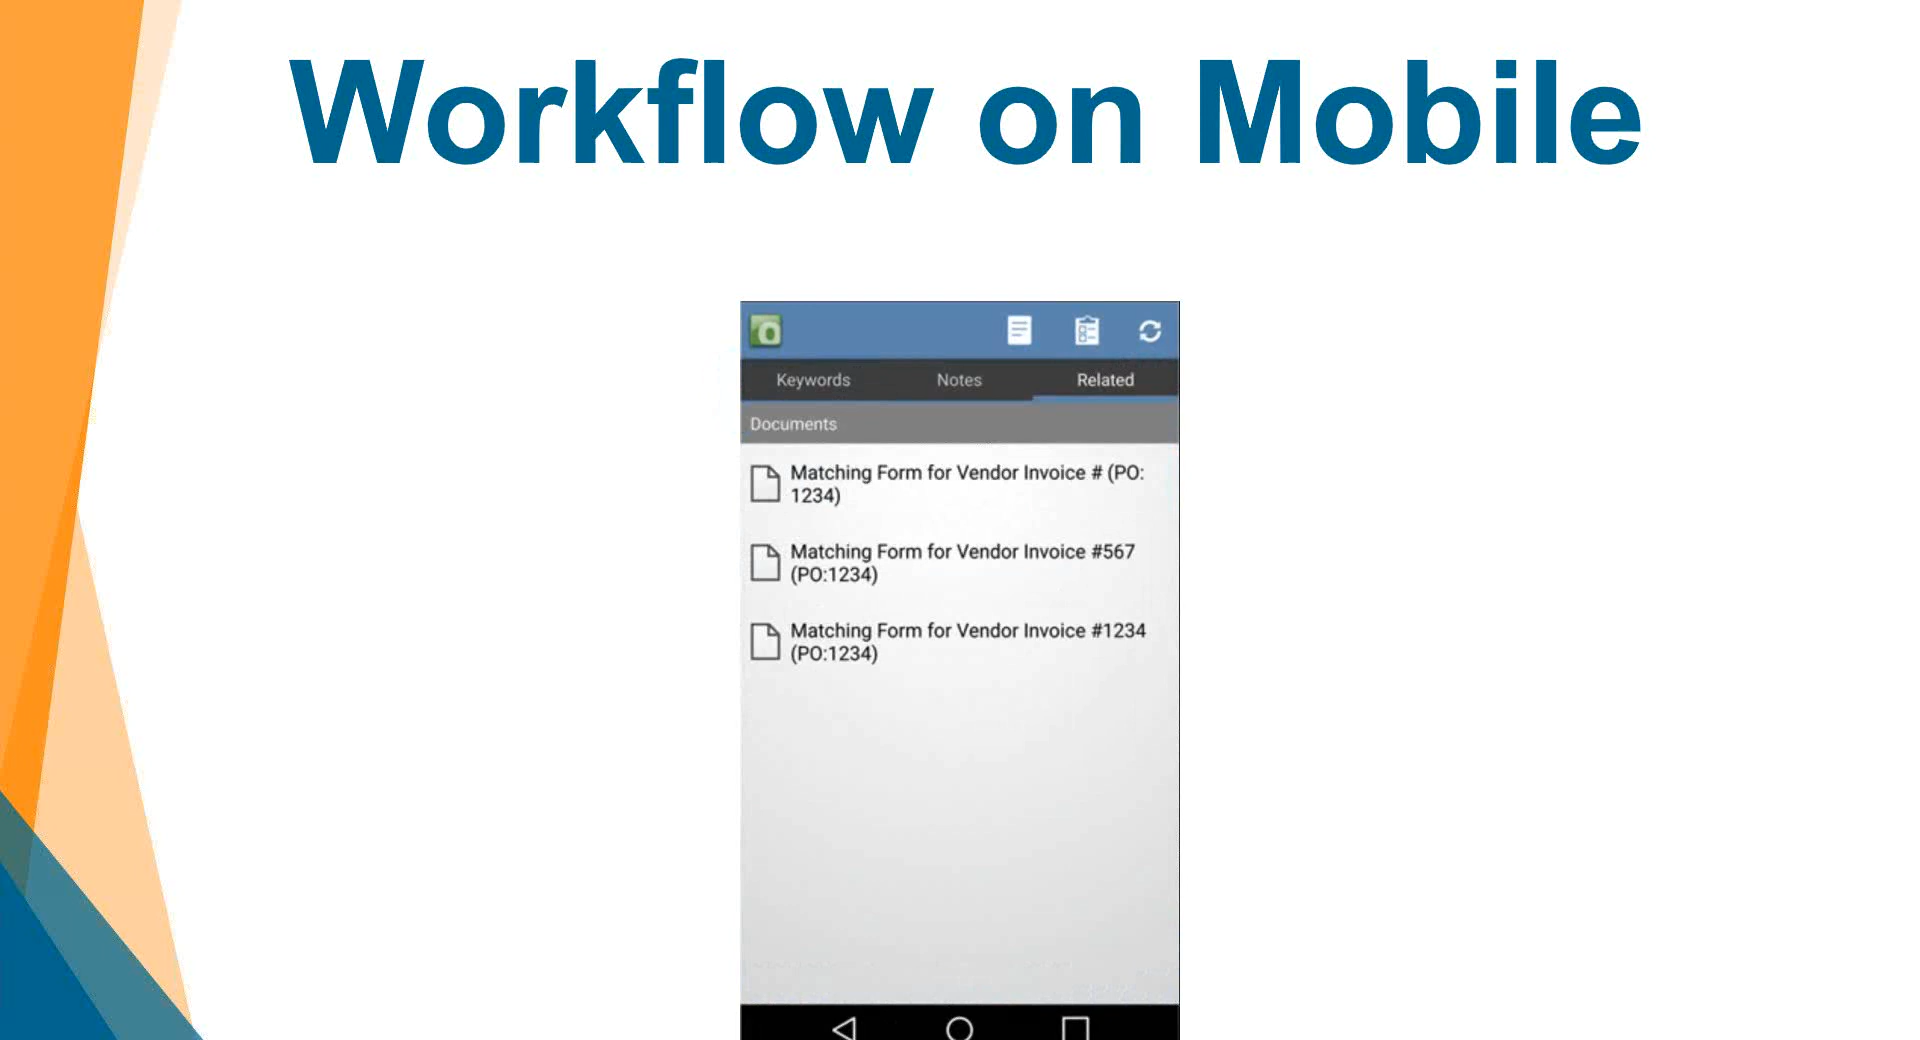 Workflow on Mobile
Keywords Notes Related
Documents
Matching Form for Vendor Invoice # (PO:
1234)
Matching Form for Vendor Invoice #567
(PO:1234)
Matching Form for Vendor Invoice #1234
(PO:1234)